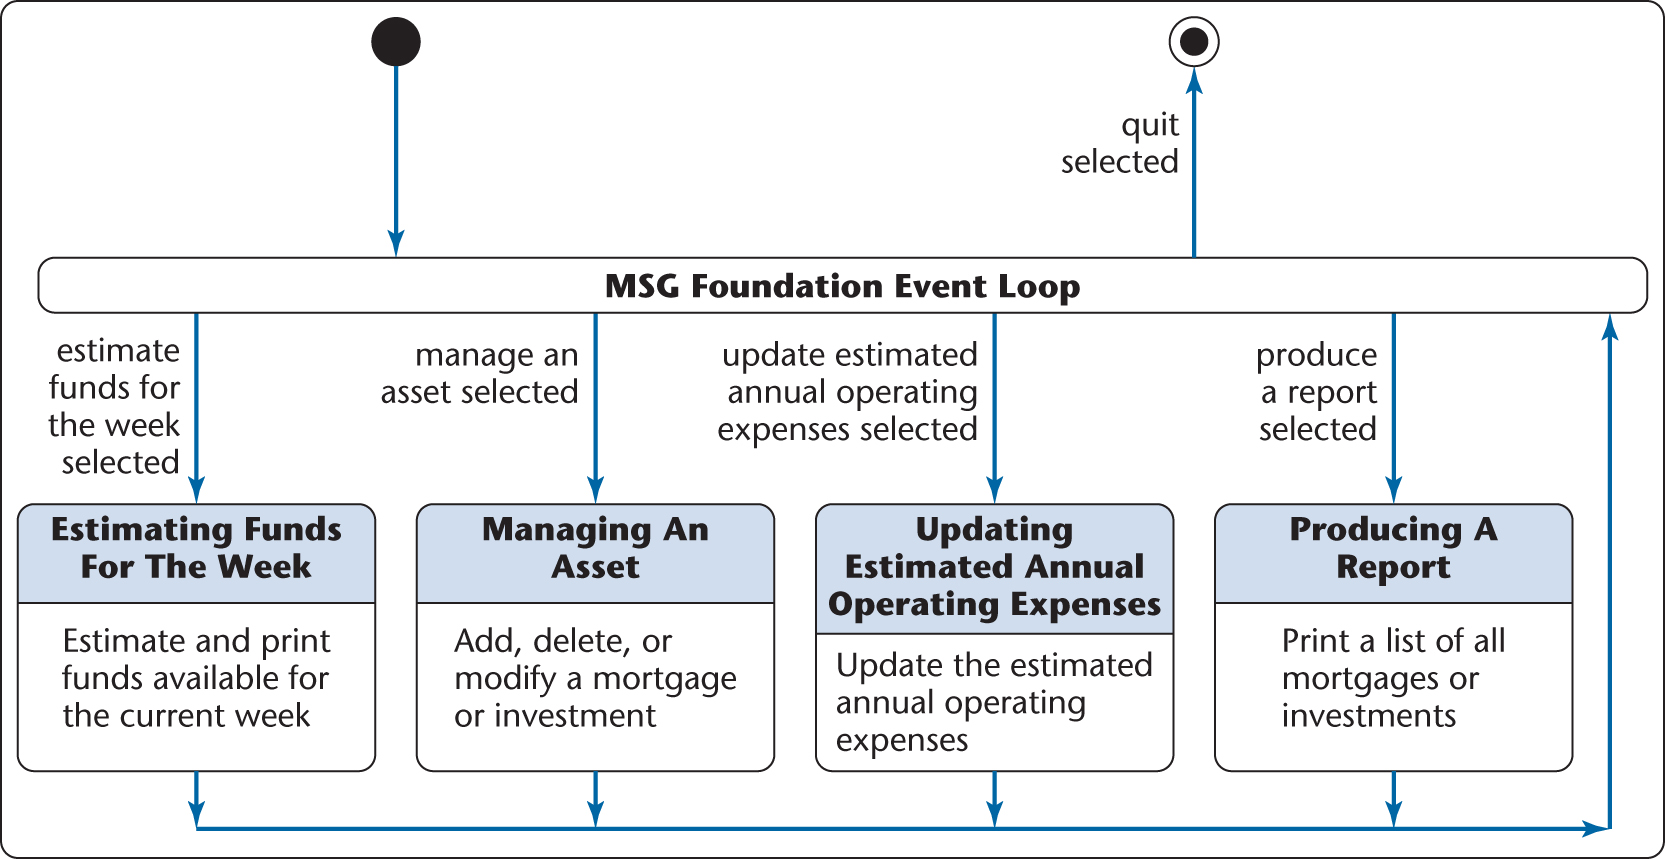 quit
selected
MSG Foundation Event Loop
estimate
funds for
the week
selected
manage an
asset selected
update estimated
annual operating
expenses selected
produce
a report
selected
Estimating Funds
For The Week
Estimate and print
funds available for
the current week
Managing An
Asset
Add, delete, or
modify a mortgage
or investment
Updating
Estimated Annual
Operating Expenses
Update the estimated
annual operating
expenses
Producing A
Report
Print a list of all
mortgages or
investments